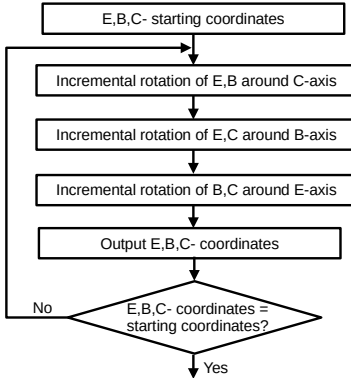 E,B,C- starting coordinates
Incremental rotation of E,B around C-axis
Incremental rotation of E,C around B-axis
Incremental rotation of B,C around E-axis
Output E,B,C- coordinates
No
E,B,C- coordinates =
starting coordinates?
Yes